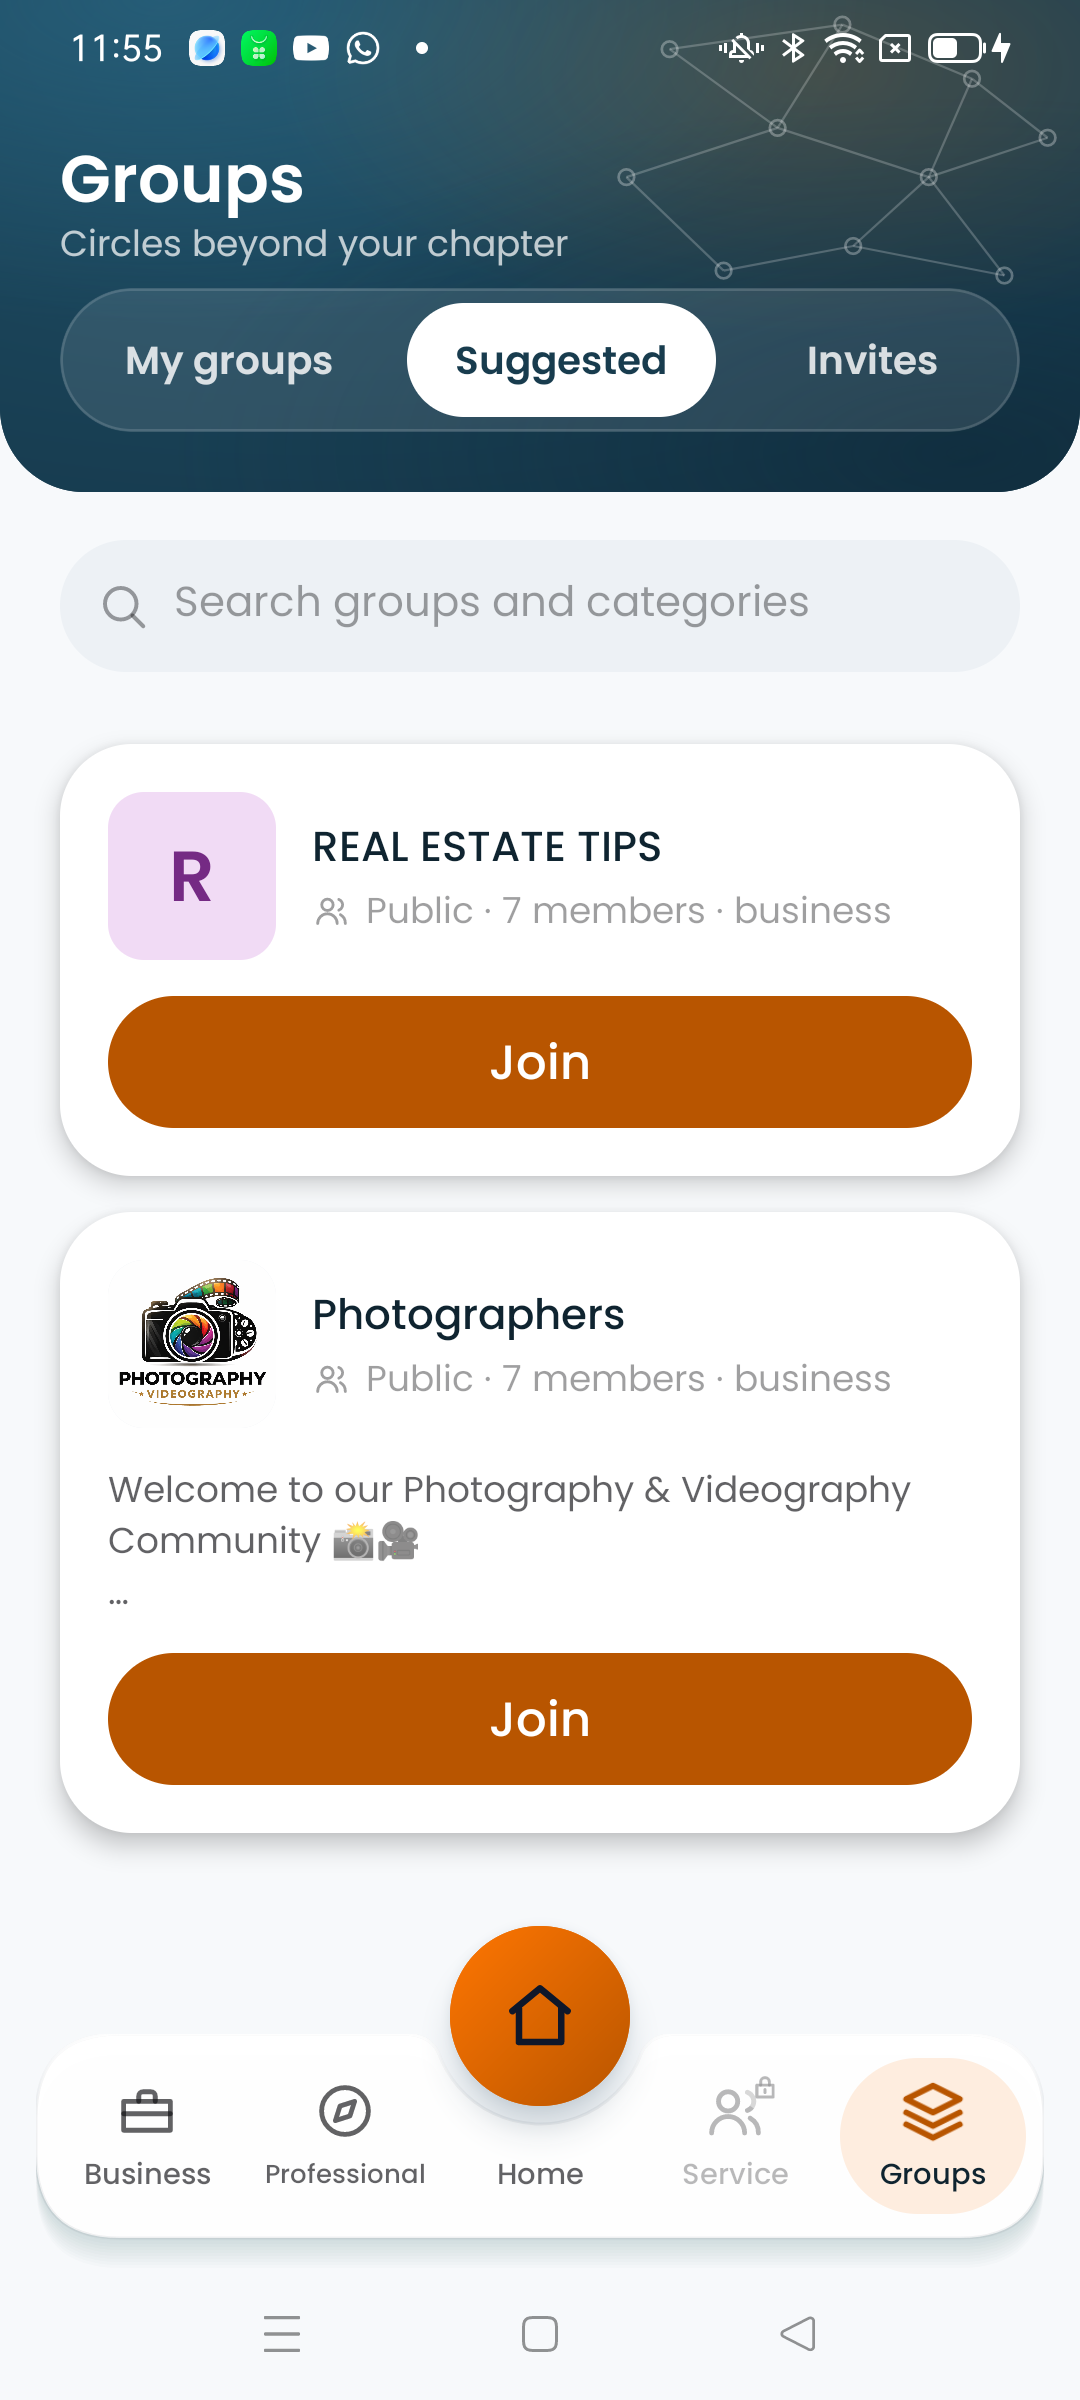 11:55
Groups
Circles beyond your chapter
My groups
Suggested
Invites
Search groups and categories
R
REAL ESTATE TIPS
Public · 7 members · business
Join
PHOTOGRAPHY
VIDEOGRAPHY
Photographers
Public · 7 members · business
Welcome to our Photography & Videography
Community 📸🎥
...
Join
Business
Professional
Home
Service
Groups